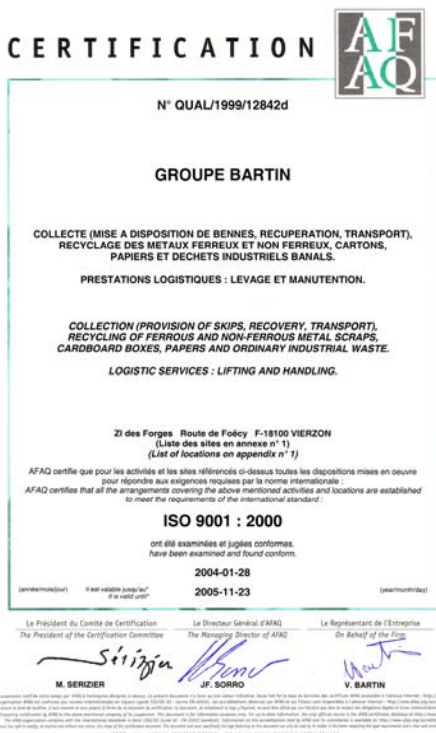 CERTIFICATION
AF
AQ
N° QUAL/1999/12842d
GROUPE BARTIN
COLLECTE (MISE A DISPOSITION DE BENNES, RECUPERATION, TRANSPORT),
RECYCLAGE DES METAUX FERREUX ET NON FERREUX, CARTONS,
PAPIERS ET DECHETS INDUSTRIELS BANALS.
PRESTATIONS LOGISTIQUES : LEVAGE ET MANUTENTION.
COLLECTION (PROVISION OF SKIPS, RECOVERY, TRANSPORT),
RECYCLING OF FERROUS AND NON-FERROUS METAL SCRAPS,
CARDBOARD BOXES, PAPERS AND ORDINARY INDUSTRIAL WASTE.
LOGISTIC SERVICES : LIFTING AND HANDLING.
ZI des Forges Route de Foëcy F-18100 VIERZON
(Liste des sites en annexe n° 1)
(List of locations on appendix n° 1)
AFAQ certifie que pour les activités et les sites référencés ci-dessus toutes les dispositions mises en oeuvre
pour répondre aux exigences requises par la norme internationale :
AFAQ certifies that all the arrangements covering the above mentioned activities and locations are established
to meet the requirements of the international standard :
ISO 9001 : 2000
ont été examinées et jugées conformes.
have been examined and found conform.
2004-01-28
(année/mois/jour) Il est valable jusqu'au* 2005-11-23 (year/month/day)
It is valid until*
Le Président du Comité de Certification Le Directeur Général d'AFAQ Le Représentant de l'Entreprise
The President of the Certification Committee The Managing Director of AFAQ On Behalf of the Firm
M. SERIZIER JF. SORRO V. BARTIN